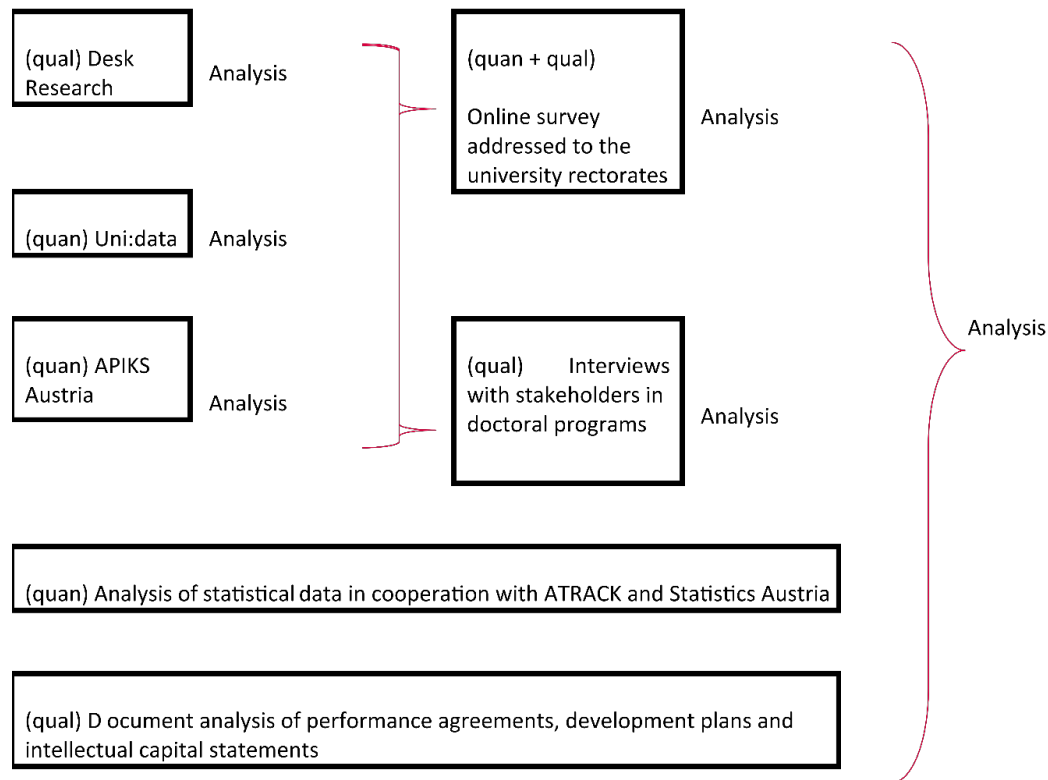 (qual) Desk
Research
Analysis
(quan + qual)
Online survey
addressed to the
university rectorates
Analysis
(quan) Uni:data
Analysis
(quan) APIKS
Austria
Analysis
(qual) Interviews
with stakeholders in
doctoral programs
Analysis
Analysis
(quan) Analysis of statistical data in cooperation with ATRACK and Statistics Austria
(qual) D ocument analysis of performance agreements, development plans and
intellectual capital statements